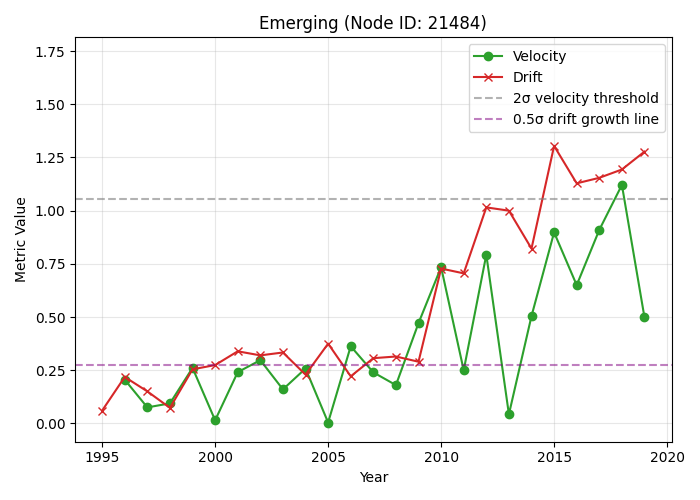 Emerging (Node ID: 21484)
Velocity
Drift
2σ velocity threshold
0.5σ drift growth line
Metric Value
1.75
1.50
1.25
1.00
0.75
0.50
0.25
0.00
1995 2000 2005 2010 2015 2020
Year